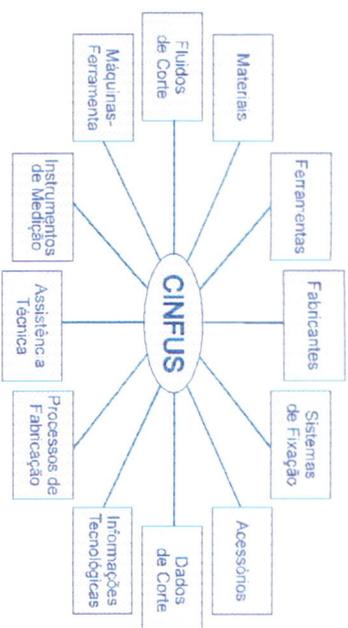 Fabricantes
Ferramentas
Sistemas
de Fixação
Materiais
Acessórios
Fluidos
de Corte
CINFUS
Dados
de Corte
Máquinas-
Ferramenta
Informações
Tecnológicas
Instrumentos
de Medição
Processos de
Fabricação
Assistência
Técnica